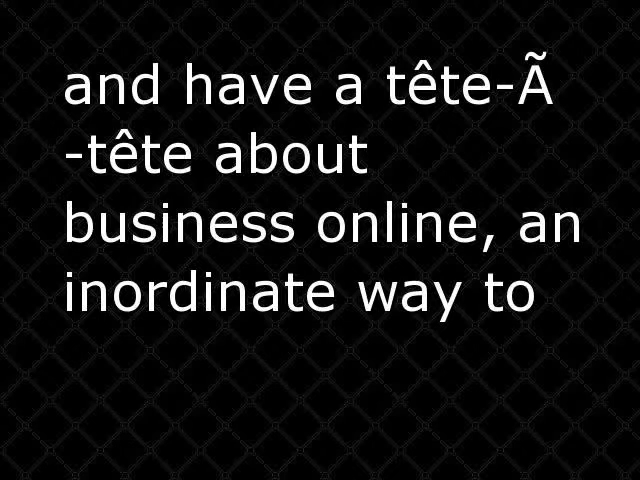 and have a tête-Ã
-tête about
business online, an
inordinate way to